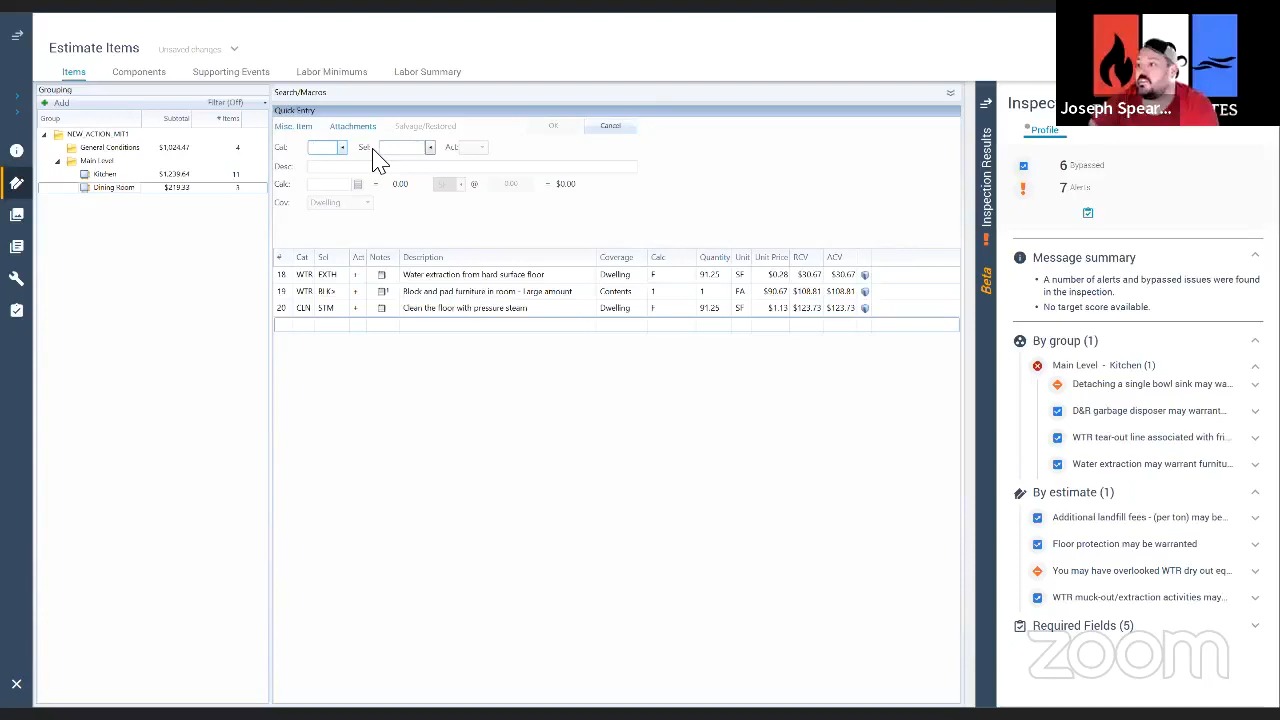 Estimate Items
Unsaved changes
Items Components Supporting Events Labor Minimums Labor Summary
Grouping
Add Filter (Off)
Group Subtotal # Items
NEW_ACTION_MIT1
General Conditions $1,024.47 4
Main Level
Kitchen $1,239.64 11
Dining Room $219.33
Search/Macros
Quick Entry
Misc. Item Attachments Salvage/Restored OK Cancel
Cat: Sel: Act:
Desc:
Calc: = 0.00 @ 0.00 = $0.00
Cov: Dwelling
# Cat Sel Act Notes Description Coverage Calc Quantity Unit Unit Price RCV ACV
18 WTR EXTH + Water extraction from hard surface floor Dwelling F 91.25 SF $0.28 $30.67 $30.67
19 WTR BLK> + Block and pad furniture in room - Large amount Contents 1 1 EA $90.67 $108.81 $108.81
20 CLN STM + Clean the floor with pressure steam Dwelling F 91.25 SF $1.13 $123.73 $123.73
Joseph Spear...
TES
Profile
6 Bypassed
7 Alerts
Inspection Results
Beta
Message summary
• A number of alerts and bypassed issues were found
in the inspection.
• No target score available.
By group (1)
Main Level - Kitchen (1)
Detaching a single bowl sink may wa...
D&R garbage disposer may warrant...
WTR tear-out line associated with fri...
Water extraction may warrant furnitu...
By estimate (1)
Additional landfill fees - (per ton) may be...
Floor protection may be warranted
You may have overlooked WTR dry out eq...
WTR muck-out/extraction activities may...
Required Fields (5)
zoom